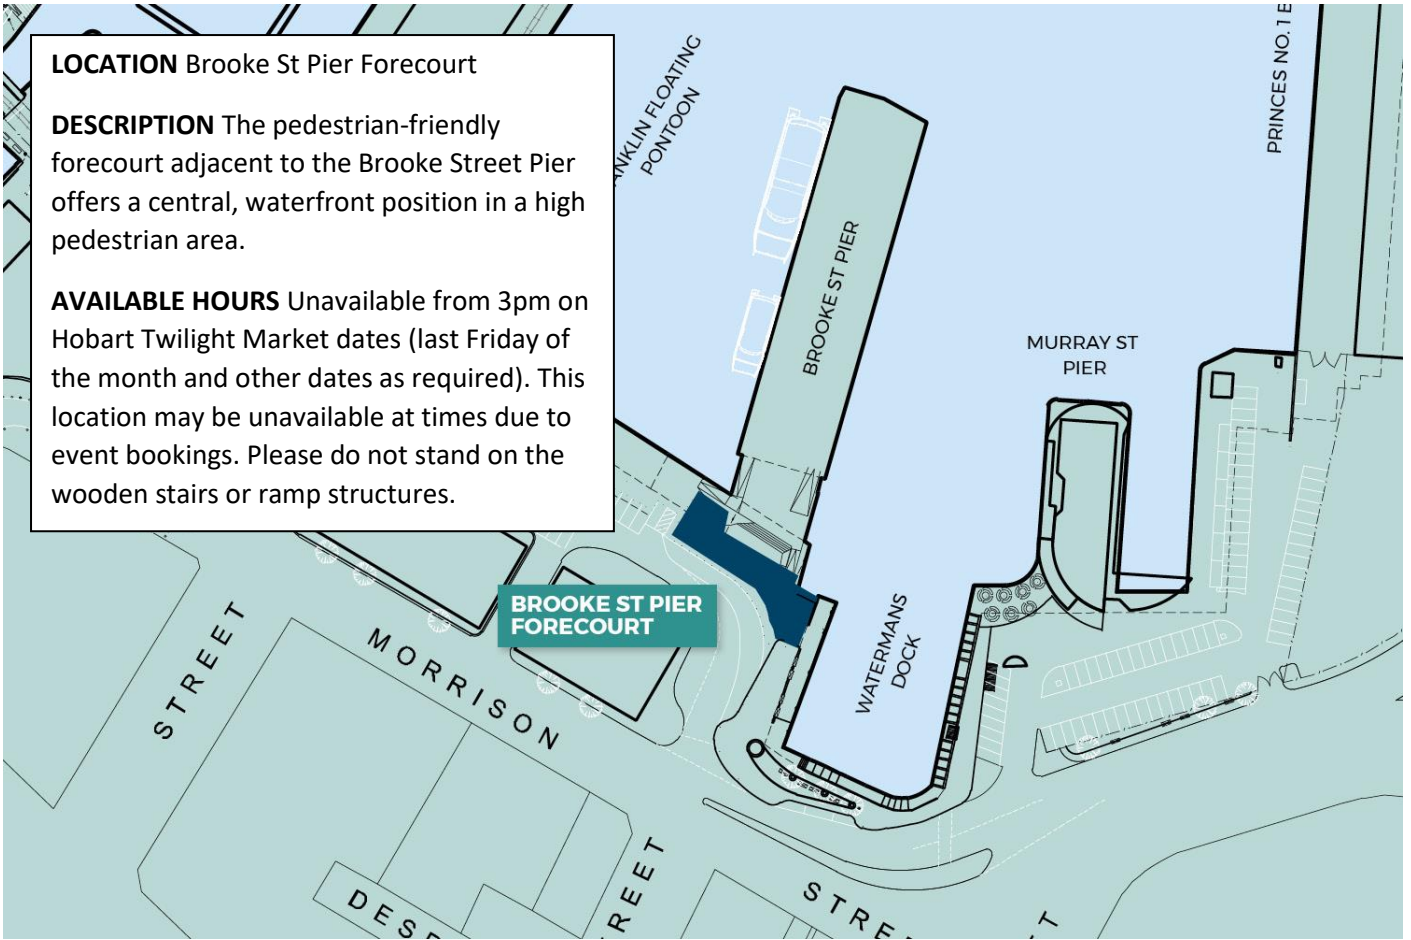 LOCATION Brooke St Pier Forecourt
DESCRIPTION The pedestrian-friendly
forecourt adjacent to the Brooke Street Pier
offers a central, waterfront position in a high
pedestrian area.
AVAILABLE HOURS Unavailable from 3pm on
Hobart Twilight Market dates (last Friday of
the month and other dates as required). This
location may be unavailable at times due to
event bookings. Please do not stand on the
wooden stairs or ramp structures.
FLOATING
PONTOON
BROOKE ST PIER
PRINCES NO.1
MURRAY ST
PIER
BROOKE ST PIER
FORECOURT
WATERMANS
DOCK
STREET
MORRISON
STREET